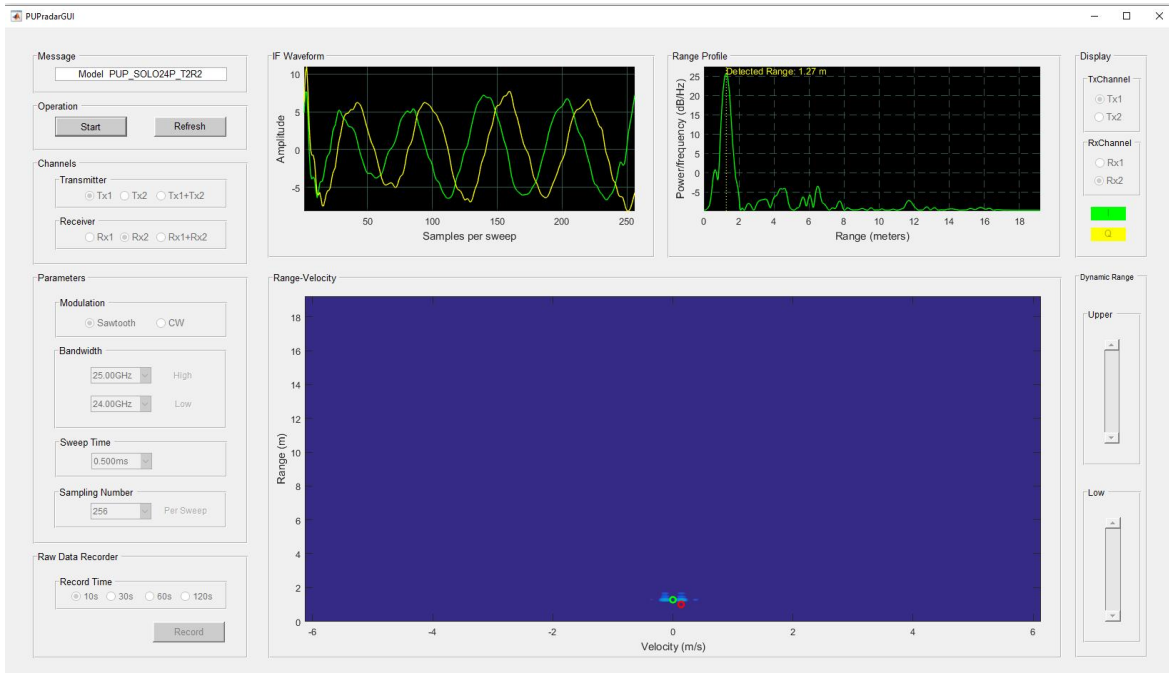 PUPradarGUI
Message
Model PUP_SOLO24P_T2R2
Operation
Start Refresh
Channels
Transmitter
Tx1 Tx2 Tx1+Tx2
Receiver
Rx1 Rx2 Rx1+Rx2
Parameters
Modulation
Sawtooth CW
Bandwidth
25.00GHz High
24.00GHz Low
Sweep Time
0.500ms
Sampling Number
256 Per Sweep
Raw Data Recorder
Record Time
10s 30s 60s 120s
Record
IF Waveform
10
5
0
-5
Amplitude
50 100 150 200 250
Samples per sweep
Range Profile
Detected Range: 1.27 m
25
20
15
10
5
0
-5
Power/frequency (dB/Hz)
0 2 4 6 8 10 12 14 16 18
Range (meters)
Range-Velocity
18
16
14
12
10
8
6
4
2
0
Range (m)
-6 -4 -2 0 2 4 6
Velocity (m/s)
Display
TxChannel
Tx1
Tx2
RxChannel
Rx1
Rx2
I
Q
Dynamic Range
Upper
Low